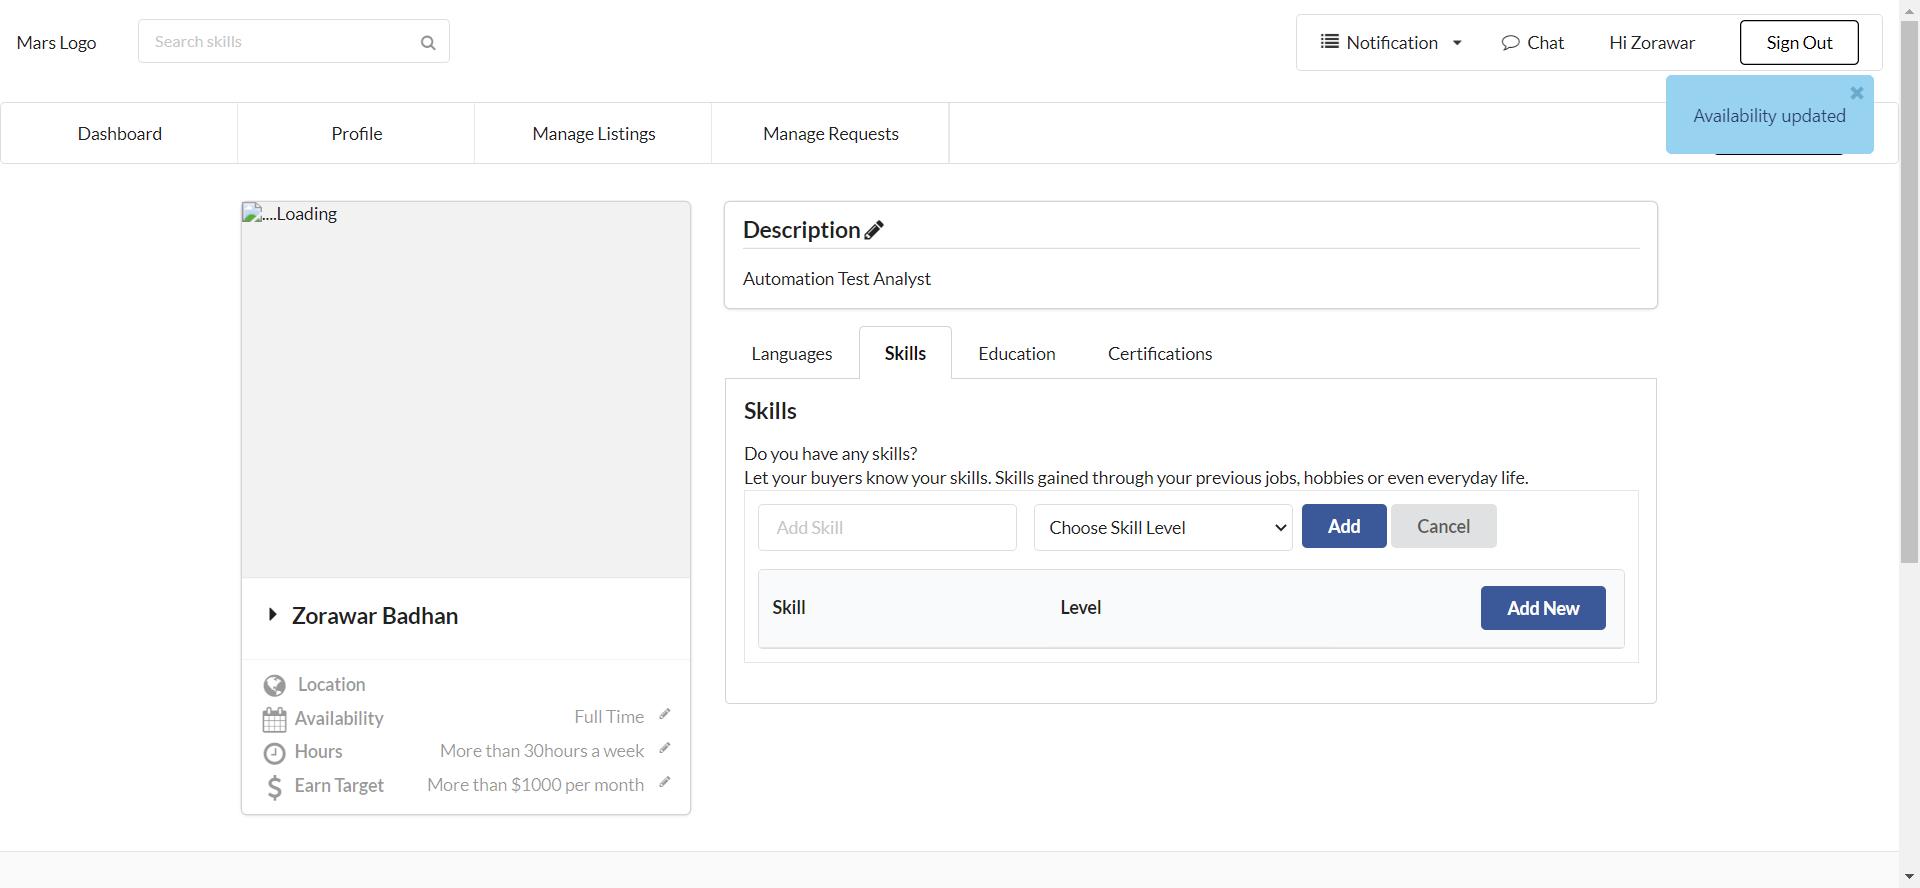 Mars Logo
Search skills
Notification
Chat
Hi Zorawar
Sign Out
Availability updated
Dashboard
Profile
Manage Listings
Manage Requests
....Loading
Zorawar Badhan
Location
Availability Full Time
Hours More than 30hours a week
Earn Target More than $1000 per month
Description
Automation Test Analyst
Languages
Skills
Education
Certifications
Skills
Do you have any skills?
Let your buyers know your skills. Skills gained through your previous jobs, hobbies or even everyday life.
Add Skill
Choose Skill Level
Add
Cancel
Skill
Level
Add New